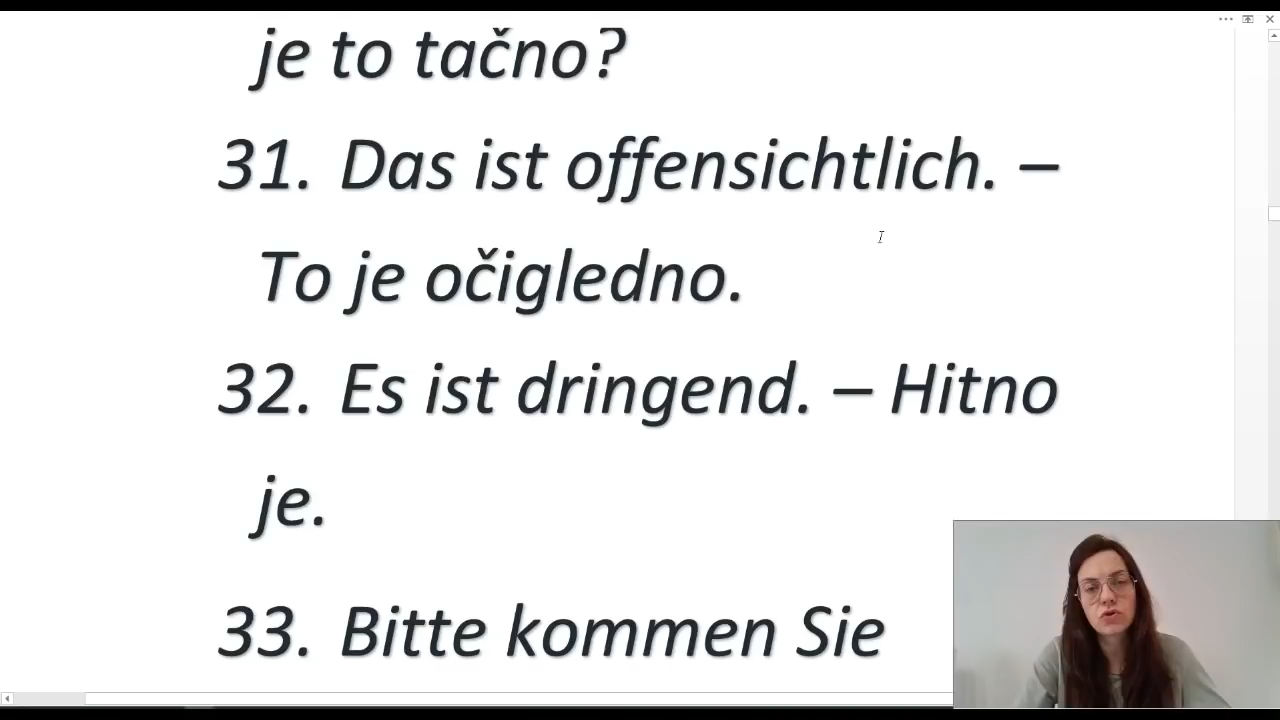 je to tačno?
31. Das ist offensichtlich. –
To je očigledno.
32. Es ist dringend. – Hitno
je.
33. Bitte kommen Sie